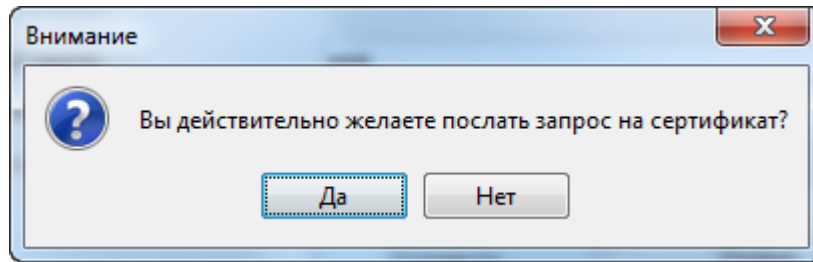 Внимание
Вы действительно желаете послать запрос на сертификат?
Да
Нет